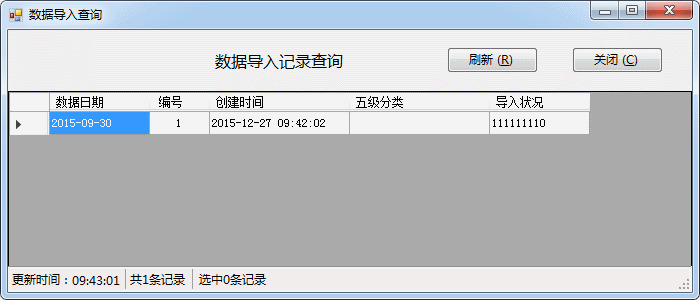 数据导入查询
数据导入记录查询 刷新 (R) 关闭 (C)
数据日期 编号 创建时间 五级分类 导入状况
2015-09-30 1 2015-12-27 09:42:02 111111110
更新时间：09:43:01 共1条记录 选中0条记录